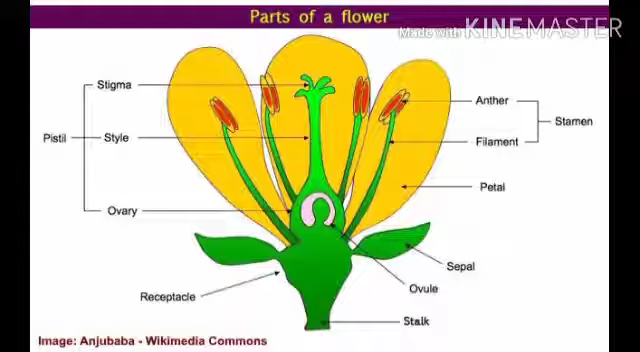 Parts of a flower
Made with KINEMASTER
Stigma
Anther
Stamen
Pistil
Style
Filament
Petal
Ovary
Sepal
Ovule
Receptacle
Stalk
Image: Anjubaba - Wikimedia Commons